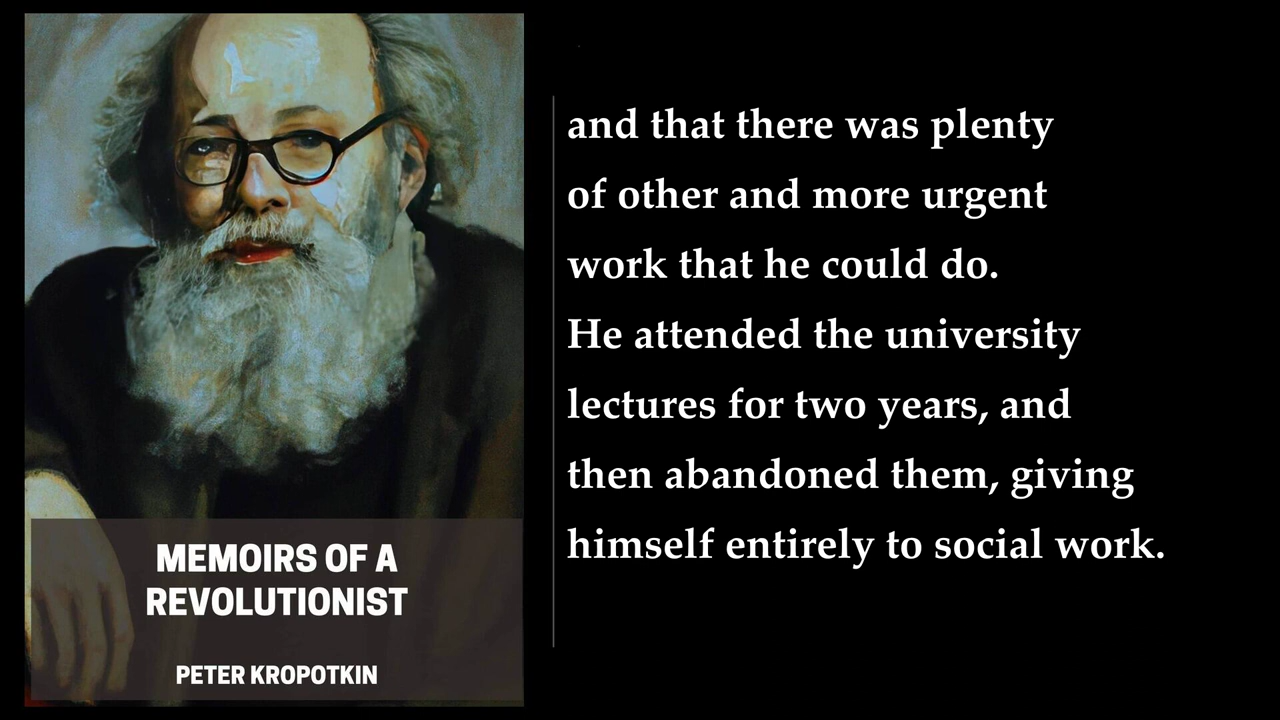 MEMOIRS OF A
REVOLUTIONIST
PETER KROPOTKIN
and that there was plenty
of other and more urgent
work that he could do.
He attended the university
lectures for two years, and
then abandoned them, giving
himself entirely to social work.